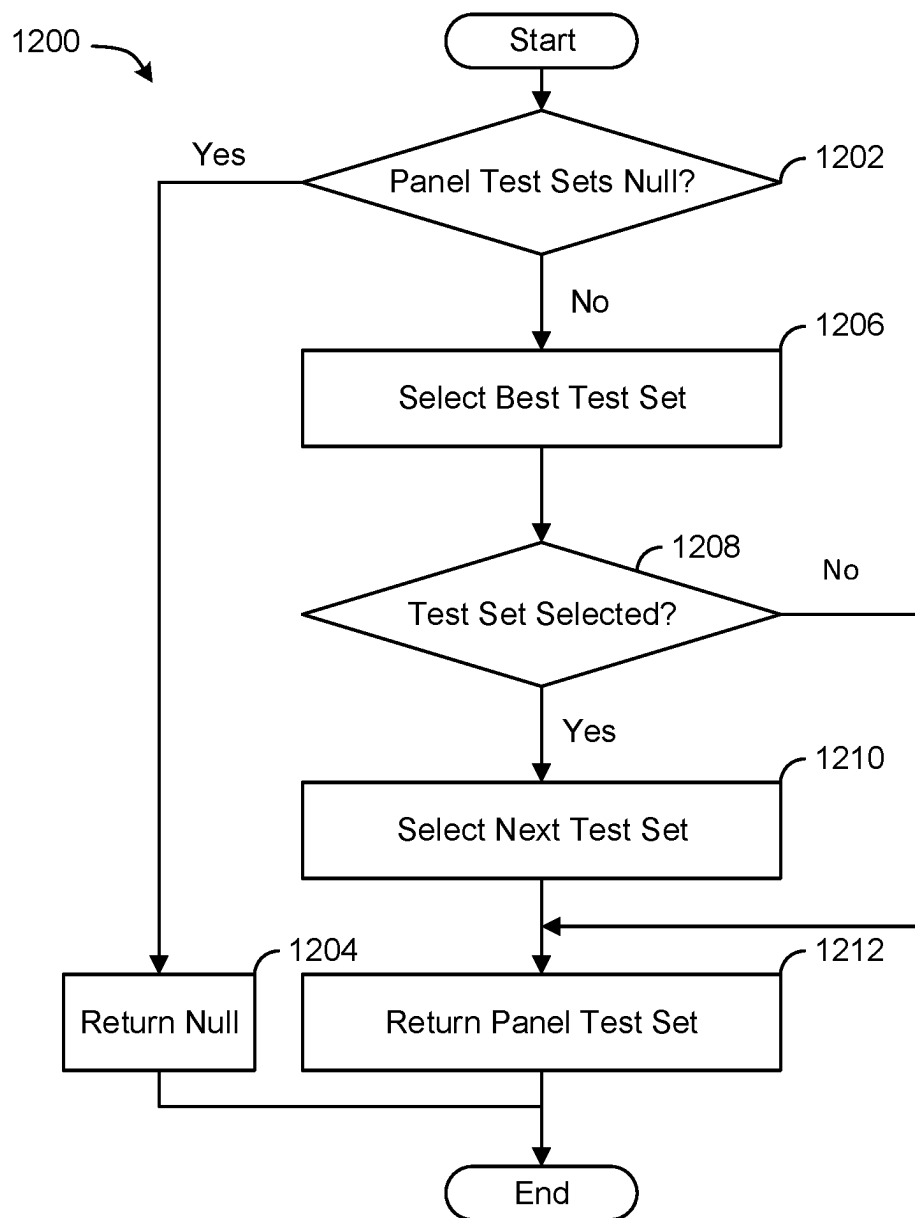 1200
Start
Yes
Panel Test Sets Null?
1202
No
1206
Select Best Test Set
1208
No
Test Set Selected?
Yes
1210
Select Next Test Set
1204
1212
Return Null
Return Panel Test Set
End